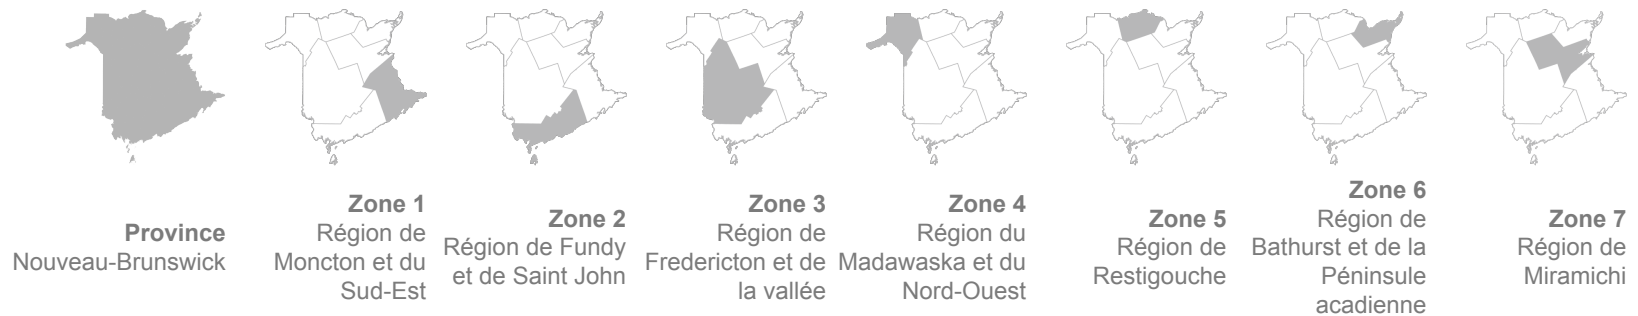 Province
Nouveau-Brunswick
Zone 1
Région de
Moncton et du
Sud-Est
Zone 2
Région de Fundy
et de Saint John
Zone 3
Région de
Fredericton et de
la vallée
Zone 4
Région du
Madawaska et du
Nord-Ouest
Zone 5
Région de
Restigouche
Zone 6
Région de
Bathurst et de la
Péninsule
acadienne
Zone 7
Région de
Miramichi